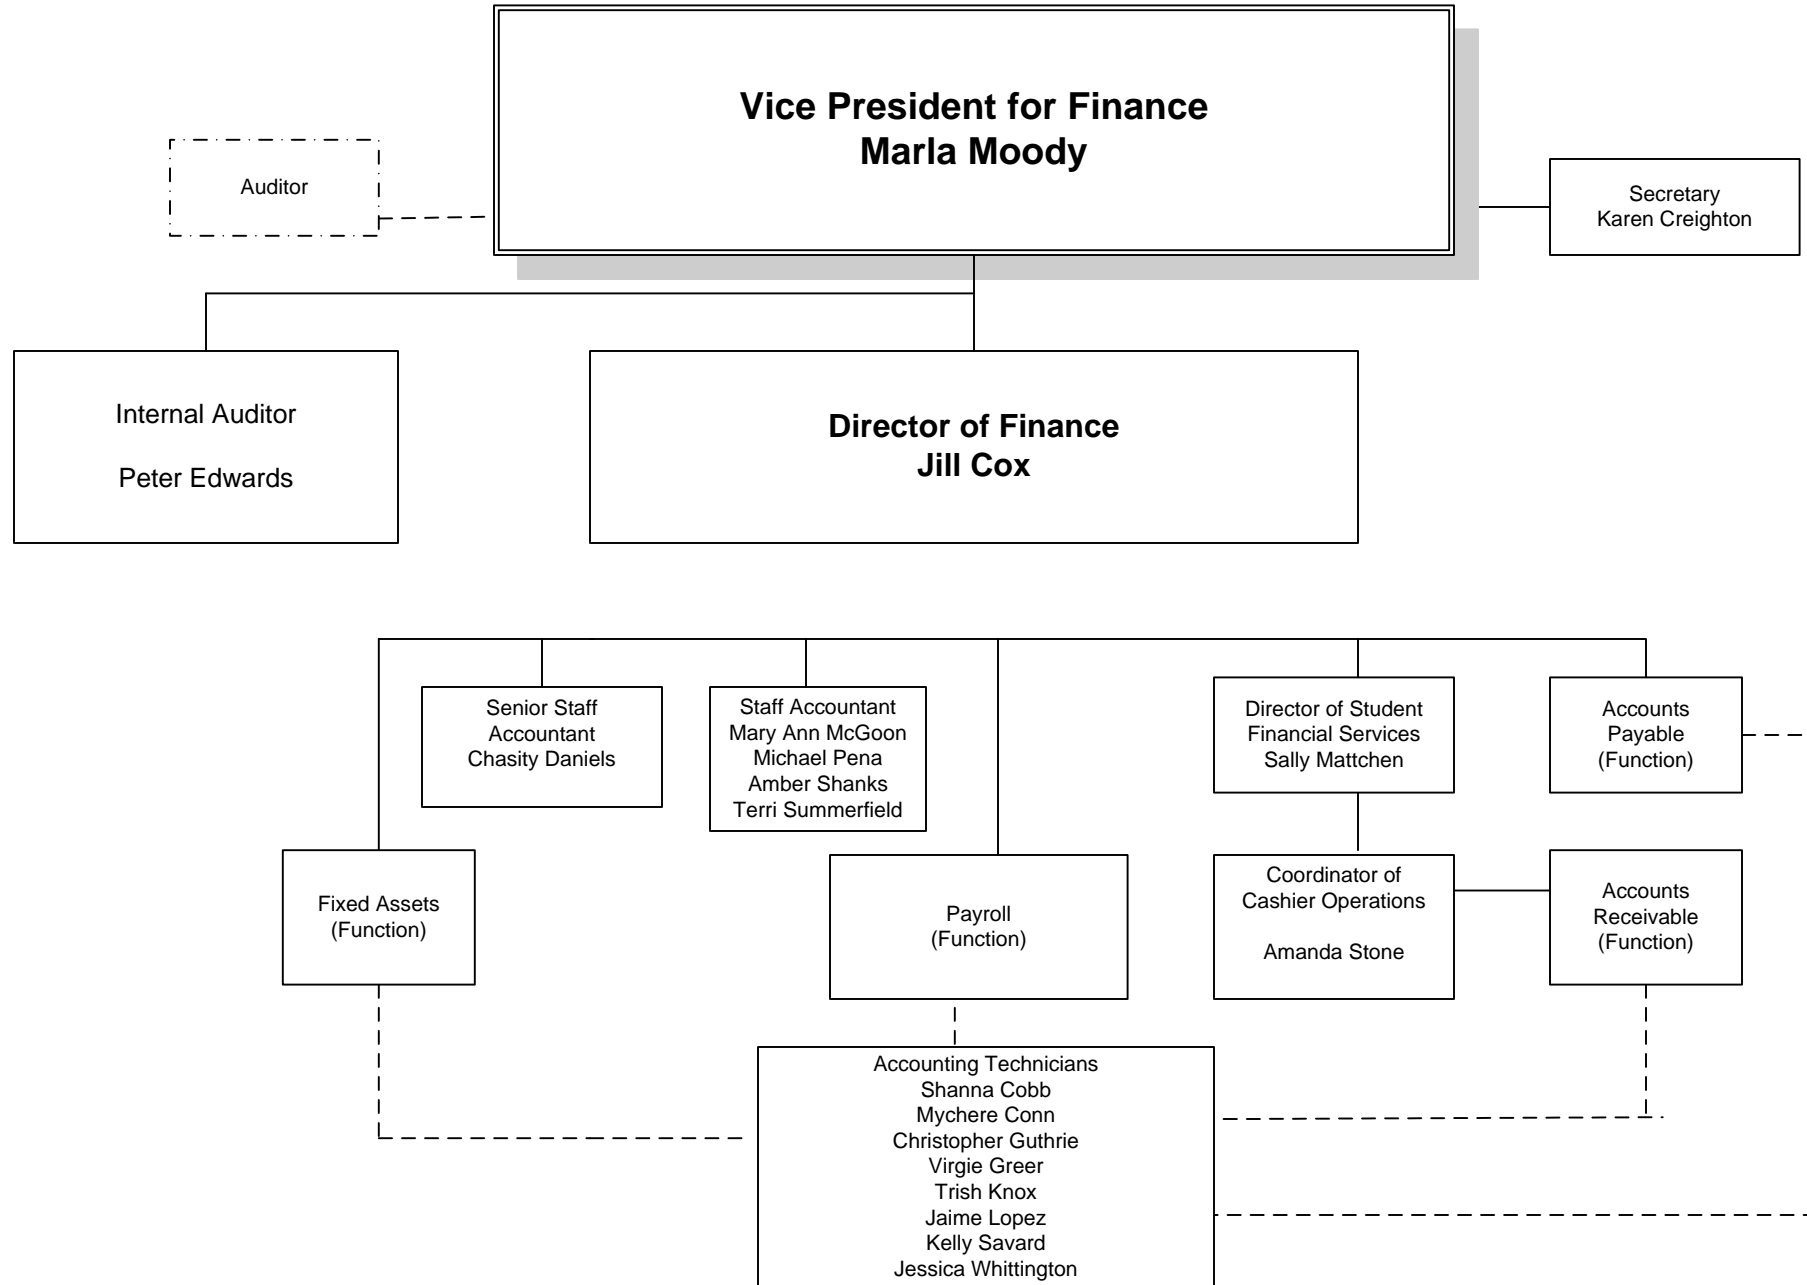 Vice President for Finance
Marla Moody
Auditor
Secretary
Karen Creighton
Internal Auditor
Peter Edwards
Director of Finance
Jill Cox
Senior Staff
Accountant
Chasity Daniels
Staff Accountant
Mary Ann McGoon
Michael Pena
Amber Shanks
Terri Summerfield
Director of Student
Financial Services
Sally Mattchen
Accounts
Payable
(Function)
Fixed Assets
(Function)
Payroll
(Function)
Coordinator of
Cashier Operations
Amanda Stone
Accounts
Receivable
(Function)
Accounting Technicians
Shanna Cobb
Mychere Conn
Christopher Guthrie
Virgie Greer
Trish Knox
Jaime Lopez
Kelly Savard
Jessica Whittington